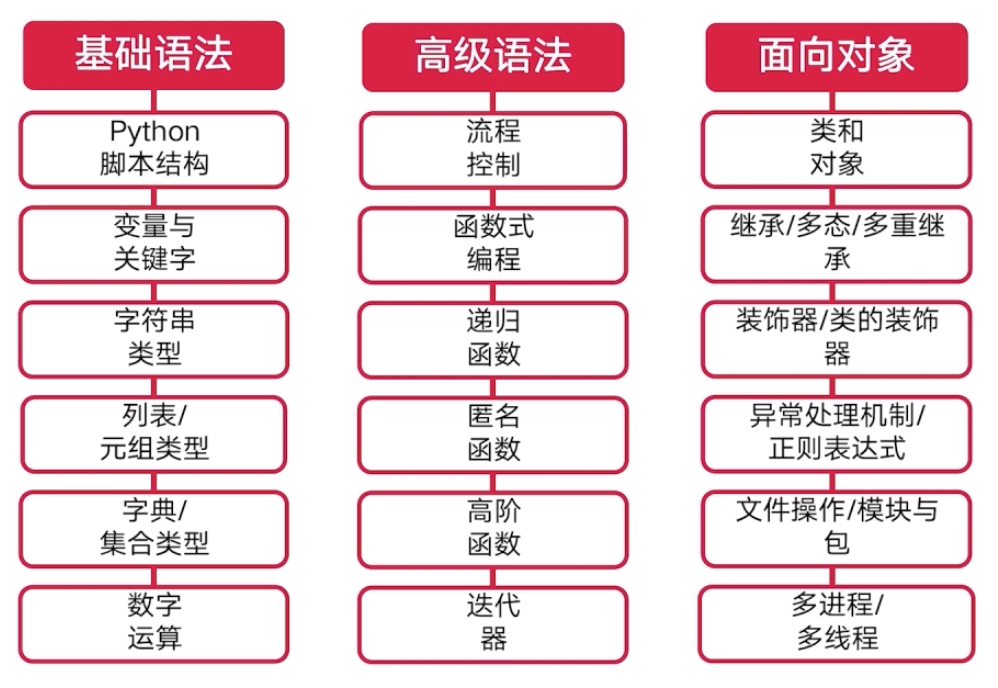 基础语法
Python
脚本结构
变量与
关键字
字符串
类型
列表/
元组类型
字典/
集合类型
数字
运算
高级语法
流程
控制
函数式
编程
递归
函数
匿名
函数
高阶
函数
迭代
器
面向对象
类和
对象
继承/多态/多重继
承
装饰器/类的装饰
器
异常处理机制/
正则表达式
文件操作/模块与
包
多进程/
多线程